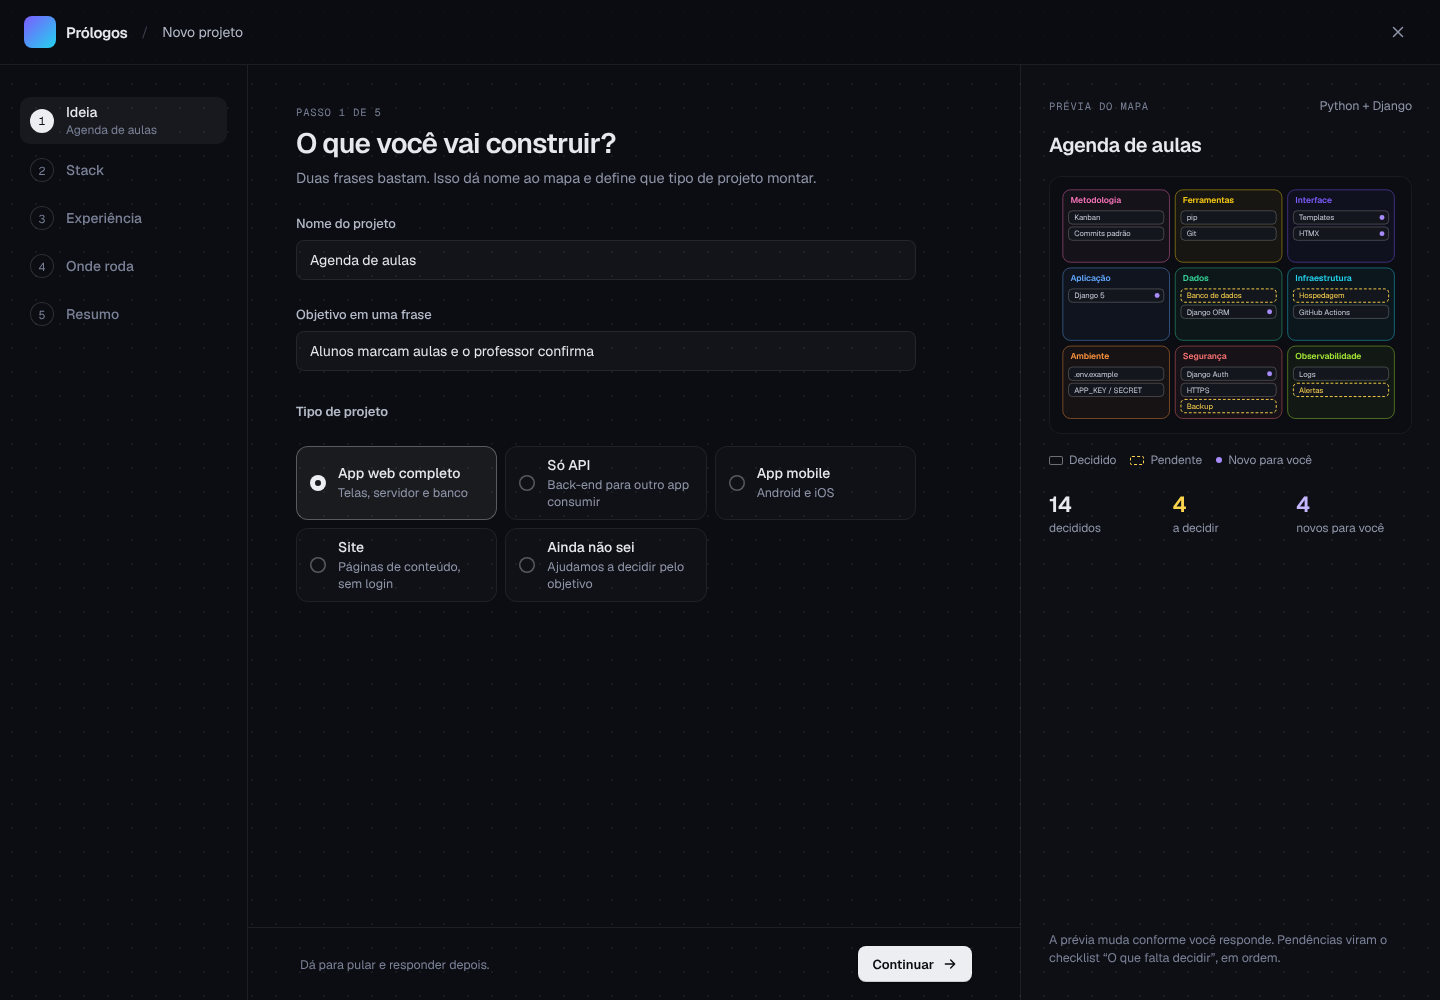 Prólogos / Novo projeto
1 Ideia
Agenda de aulas
2 Stack
3 Experiência
4 Onde roda
5 Resumo
PASSO 1 DE 5
O que você vai construir?
Duas frases bastam. Isso dá nome ao mapa e define que tipo de projeto montar.
Nome do projeto
Agenda de aulas
Objetivo em uma frase
Alunos marcam aulas e o professor confirma
Tipo de projeto
App web completo
Telas, servidor e banco
Só API
Back-end para outro app
consumir
App mobile
Android e iOS
Site
Páginas de conteúdo,
sem login
Ainda não sei
Ajudamos a decidir pelo
objetivo
Dá para pular e responder depois.
Continuar
PRÉVIA DO MAPA
Python + Django
Agenda de aulas
Metodologia
Kanban
Commits padrão
Ferramentas
pip
Git
Interface
Templates
HTMX
Aplicação
Django 5
Dados
Banco de dados
Django ORM
Infraestrutura
Hospedagem
GitHub Actions
Ambiente
.env.example
APP_KEY / SECRET
Segurança
Django Auth
HTTPS
Backup
Observabilidade
Logs
Alertas
Decidido
Pendente
Novo para você
14
decididos
4
a decidir
4
novos para você
A prévia muda conforme você responde. Pendências viram o
checklist “O que falta decidir”, em ordem.